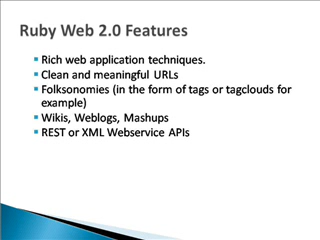 Ruby Web 2.0 Features
Rich web application techniques.
Clean and meaningful URLs
Folksonomies (in the form of tags or tagclouds for
example)
Wikis, Weblogs, Mashups
REST or XML Webservice APIs